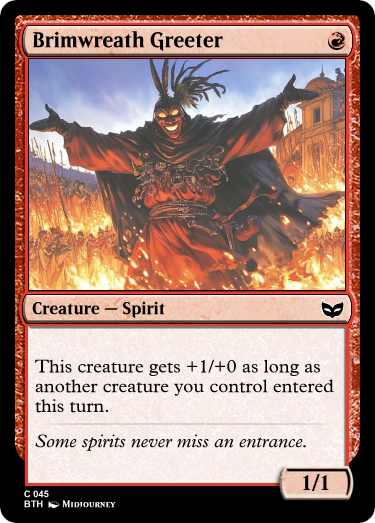 Brimwreath Greeter
Creature — Spirit
This creature gets +1/+0 as long as
another creature you control entered
this turn.
Some spirits never miss an entrance.
1/1
C 045
BTH Midjourney